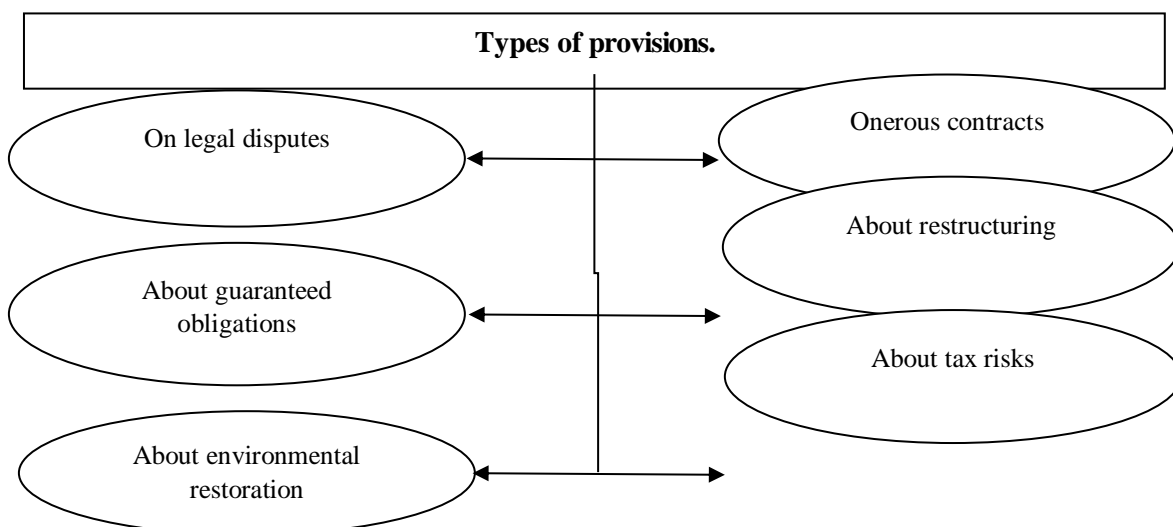 Types of provisions.
On legal disputes
Onerous contracts
About restructuring
About guaranteed
obligations
About tax risks
About environmental
restoration